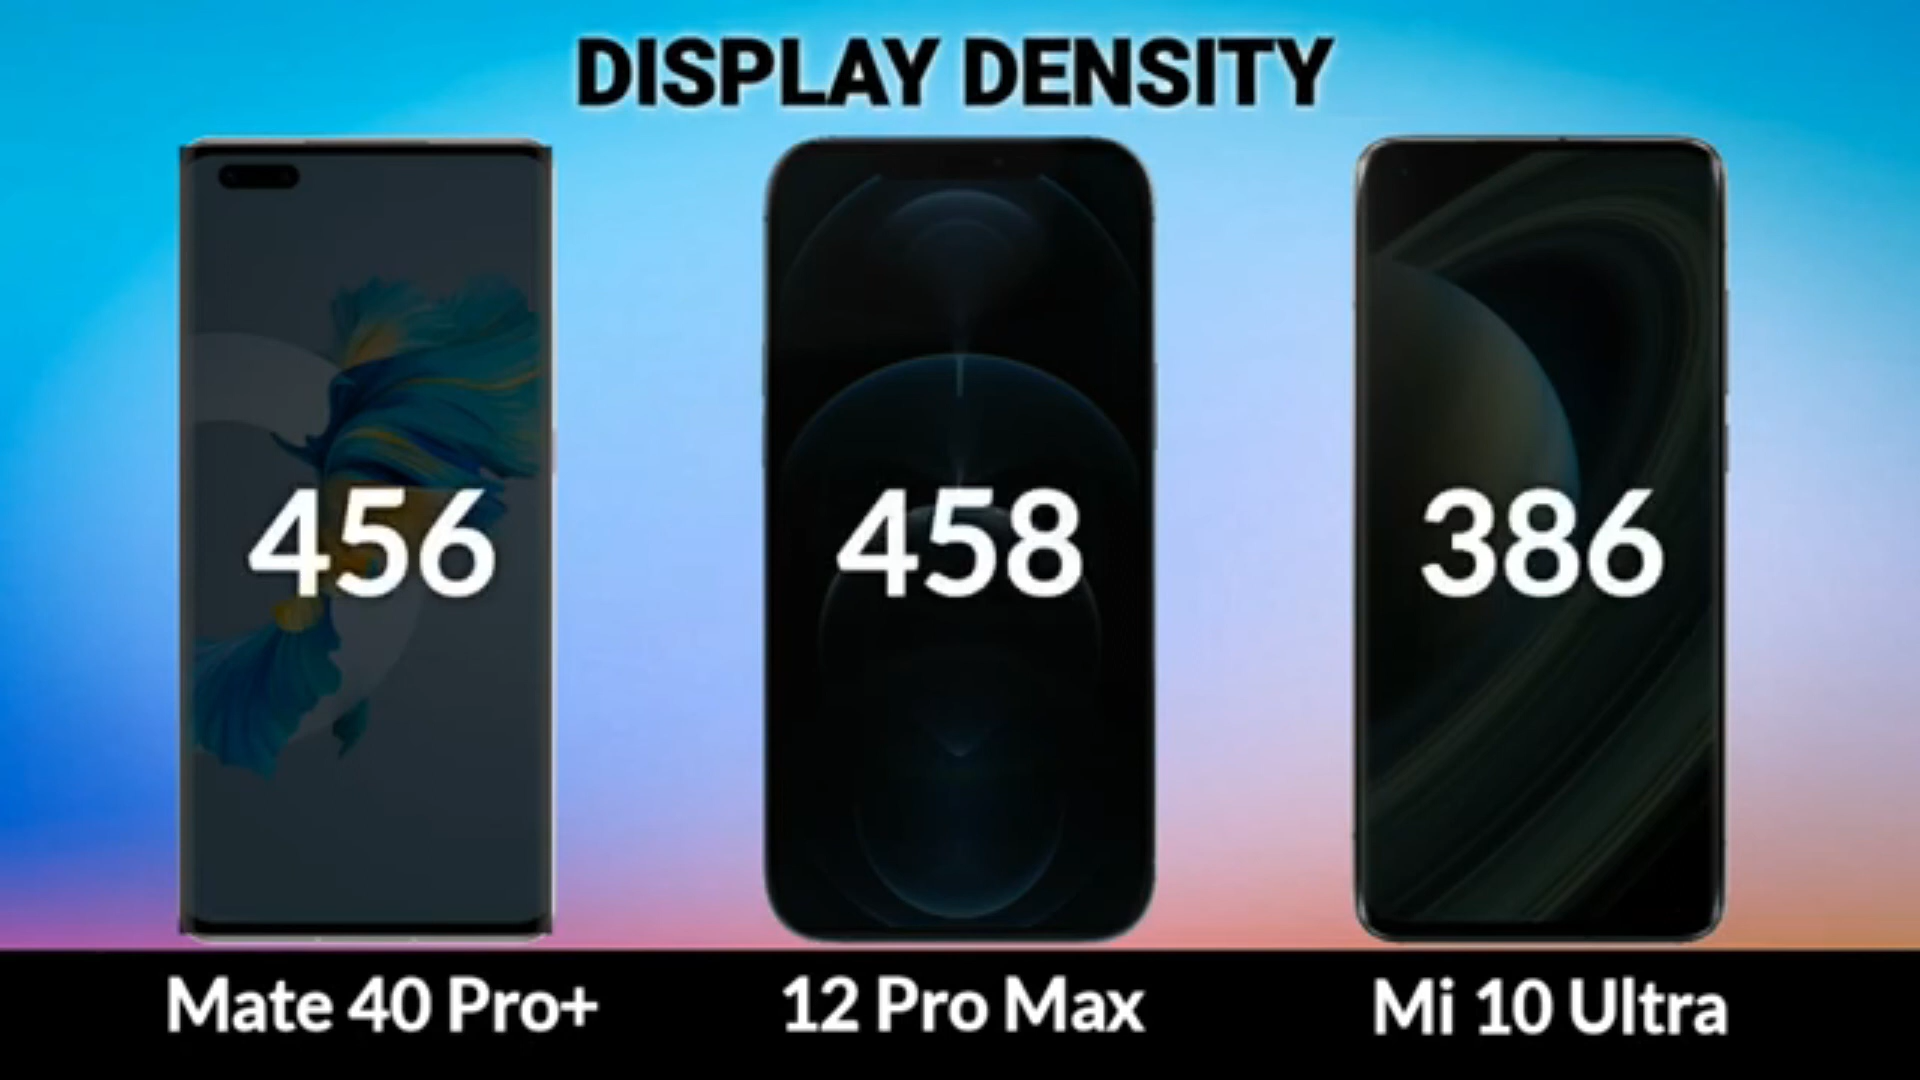 DISPLAY DENSITY
456
458
386
Mate 40 Pro+
12 Pro Max
Mi 10 Ultra